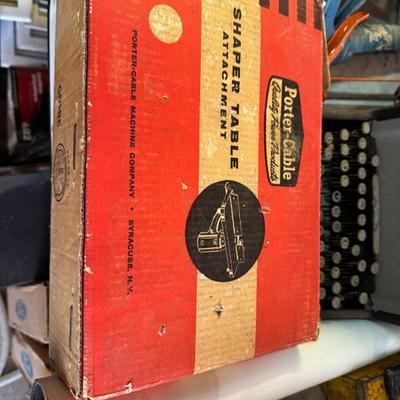 Porter-Cable
Quality Power Products
SHAPER TABLE
ATTACHMENT
PORTER-CABLE MACHINE COMPANY • SYRACUSE, N.Y.